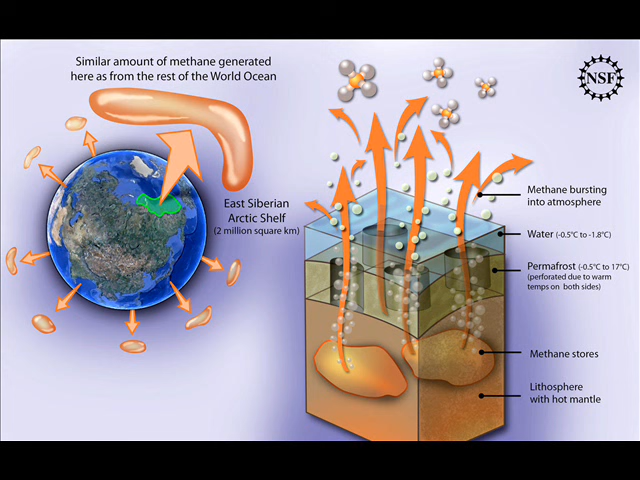 Similar amount of methane generated
here as from the rest of the World Ocean
NSF
East Siberian
Arctic Shelf
(2 million square km)
Methane bursting
into atmosphere
Water (-0.5°C to -1.8°C)
Permafrost (-0.5°C to 17°C)
(perforated due to warm
temps on both sides)
Methane stores
Lithosphere
with hot mantle